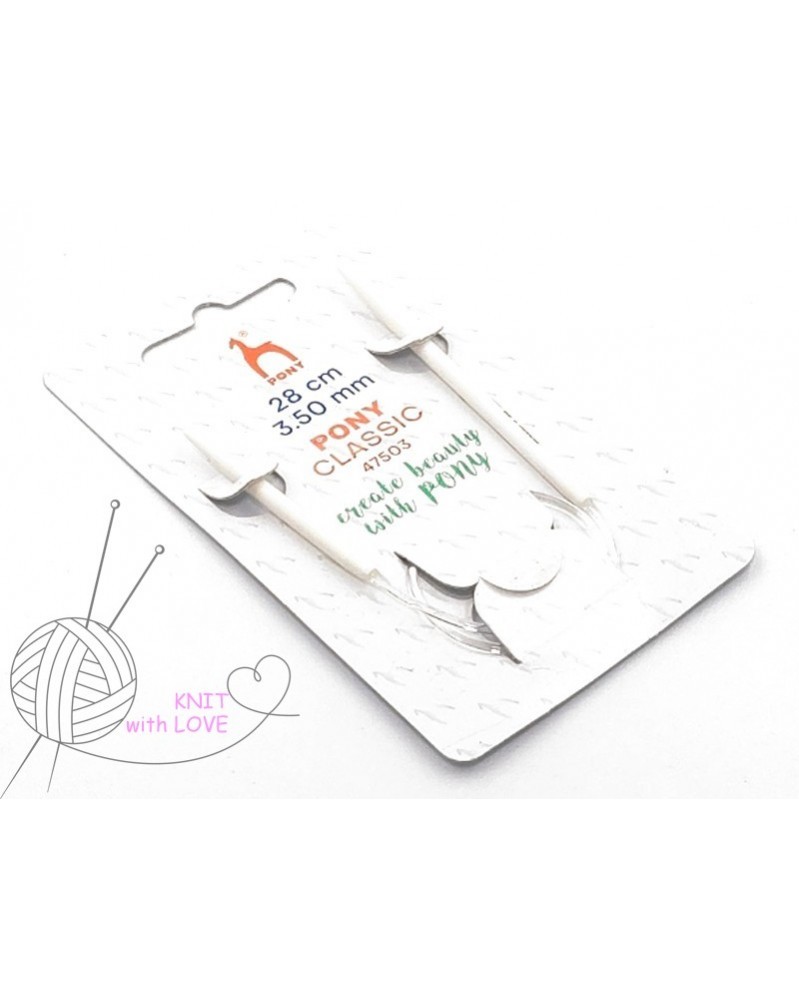 ®
PONY
28 cm
3.50 mm
PONY
CLASSIC
47503
create beauty
with PONY
KNIT
with LOVE